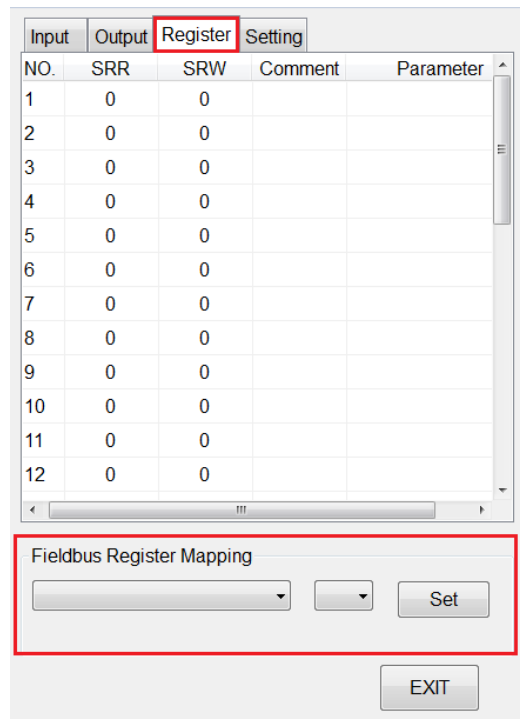 Input Output Register Setting
NO. SRR SRW Comment Parameter
1 0 0
2 0 0
3 0 0
4 0 0
5 0 0
6 0 0
7 0 0
8 0 0
9 0 0
10 0 0
11 0 0
12 0 0
Fieldbus Register Mapping
Set
EXIT